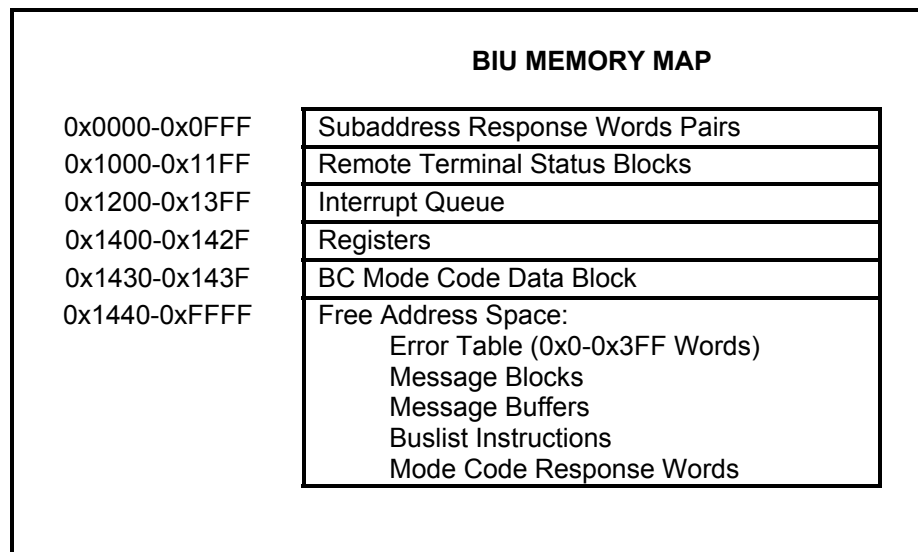 BIU MEMORY MAP
0x0000-0x0FFF Subaddress Response Words Pairs
0x1000-0x11FF Remote Terminal Status Blocks
0x1200-0x13FF Interrupt Queue
0x1400-0x142F Registers
0x1430-0x143F BC Mode Code Data Block
0x1440-0xFFFF Free Address Space:
Error Table (0x0-0x3FF Words)
Message Blocks
Message Buffers
Buslist Instructions
Mode Code Response Words